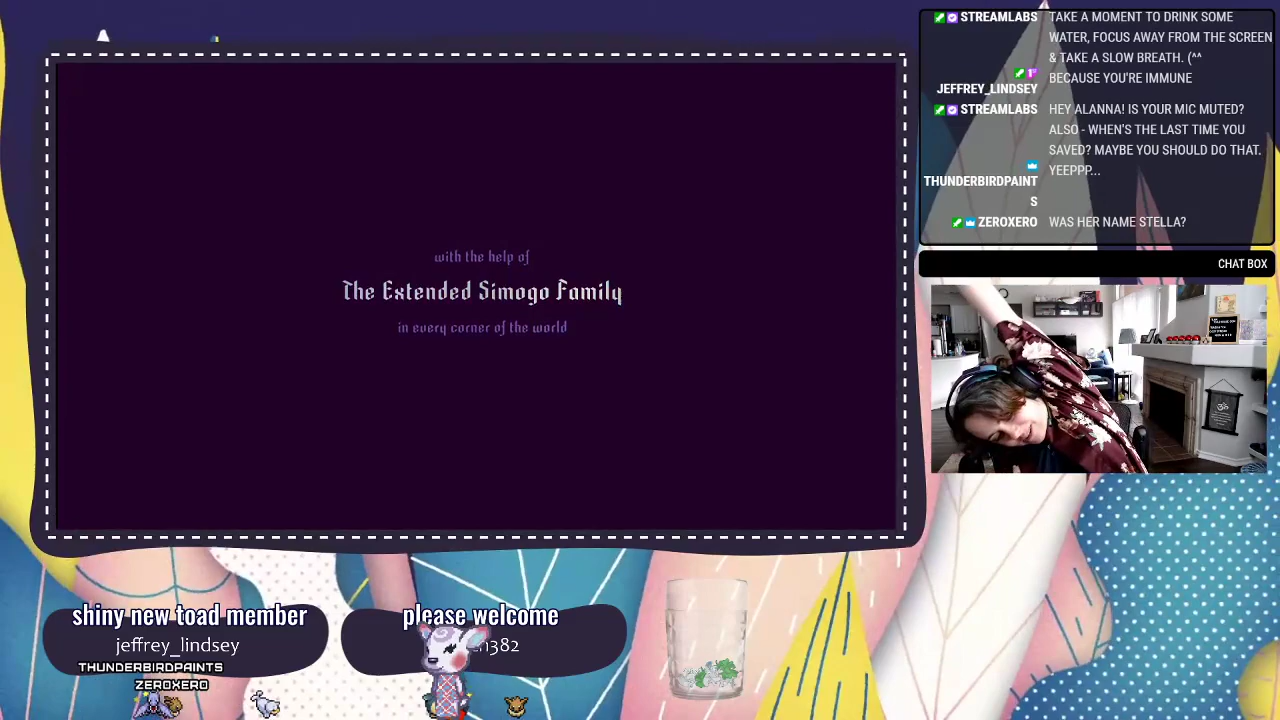 with the help of
The Extended Simogo Family
in every corner of the world
STREAMLABS TAKE A MOMENT TO DRINK SOME
WATER, FOCUS AWAY FROM THE SCREEN
& TAKE A SLOW BREATH. (^^
JEFFREY_LINDSEY BECAUSE YOU'RE IMMUNE
STREAMLABS HEY ALANNA! IS YOUR MIC MUTED?
ALSO - WHEN'S THE LAST TIME YOU
SAVED? MAYBE YOU SHOULD DO THAT.
THUNDERBIRDPAINT
S YEEPPP...
ZEROXERO WAS HER NAME STELLA?
CHAT BOX
shiny new toad member
jeffrey_lindsey
THUNDERBIRDPAINTS
ZEROXERO
please welcome